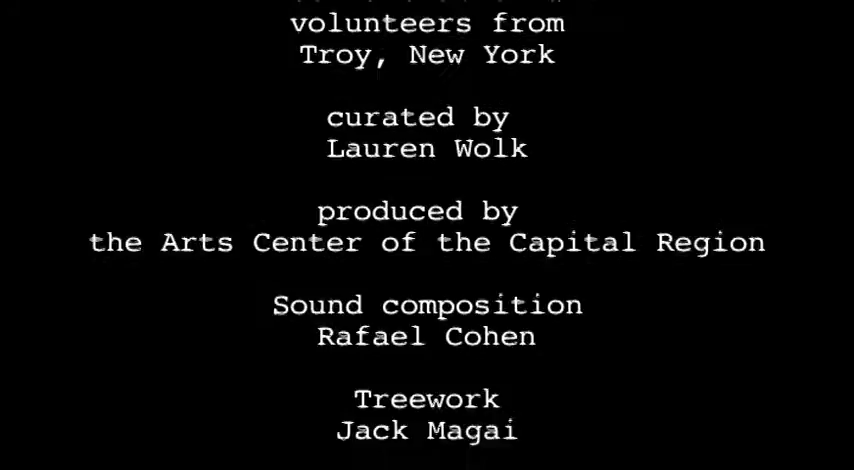 volunteers from
Troy, New York
curated by
Lauren Wolk
produced by
the Arts Center of the Capital Region
Sound composition
Rafael Cohen
Treework
Jack Magai